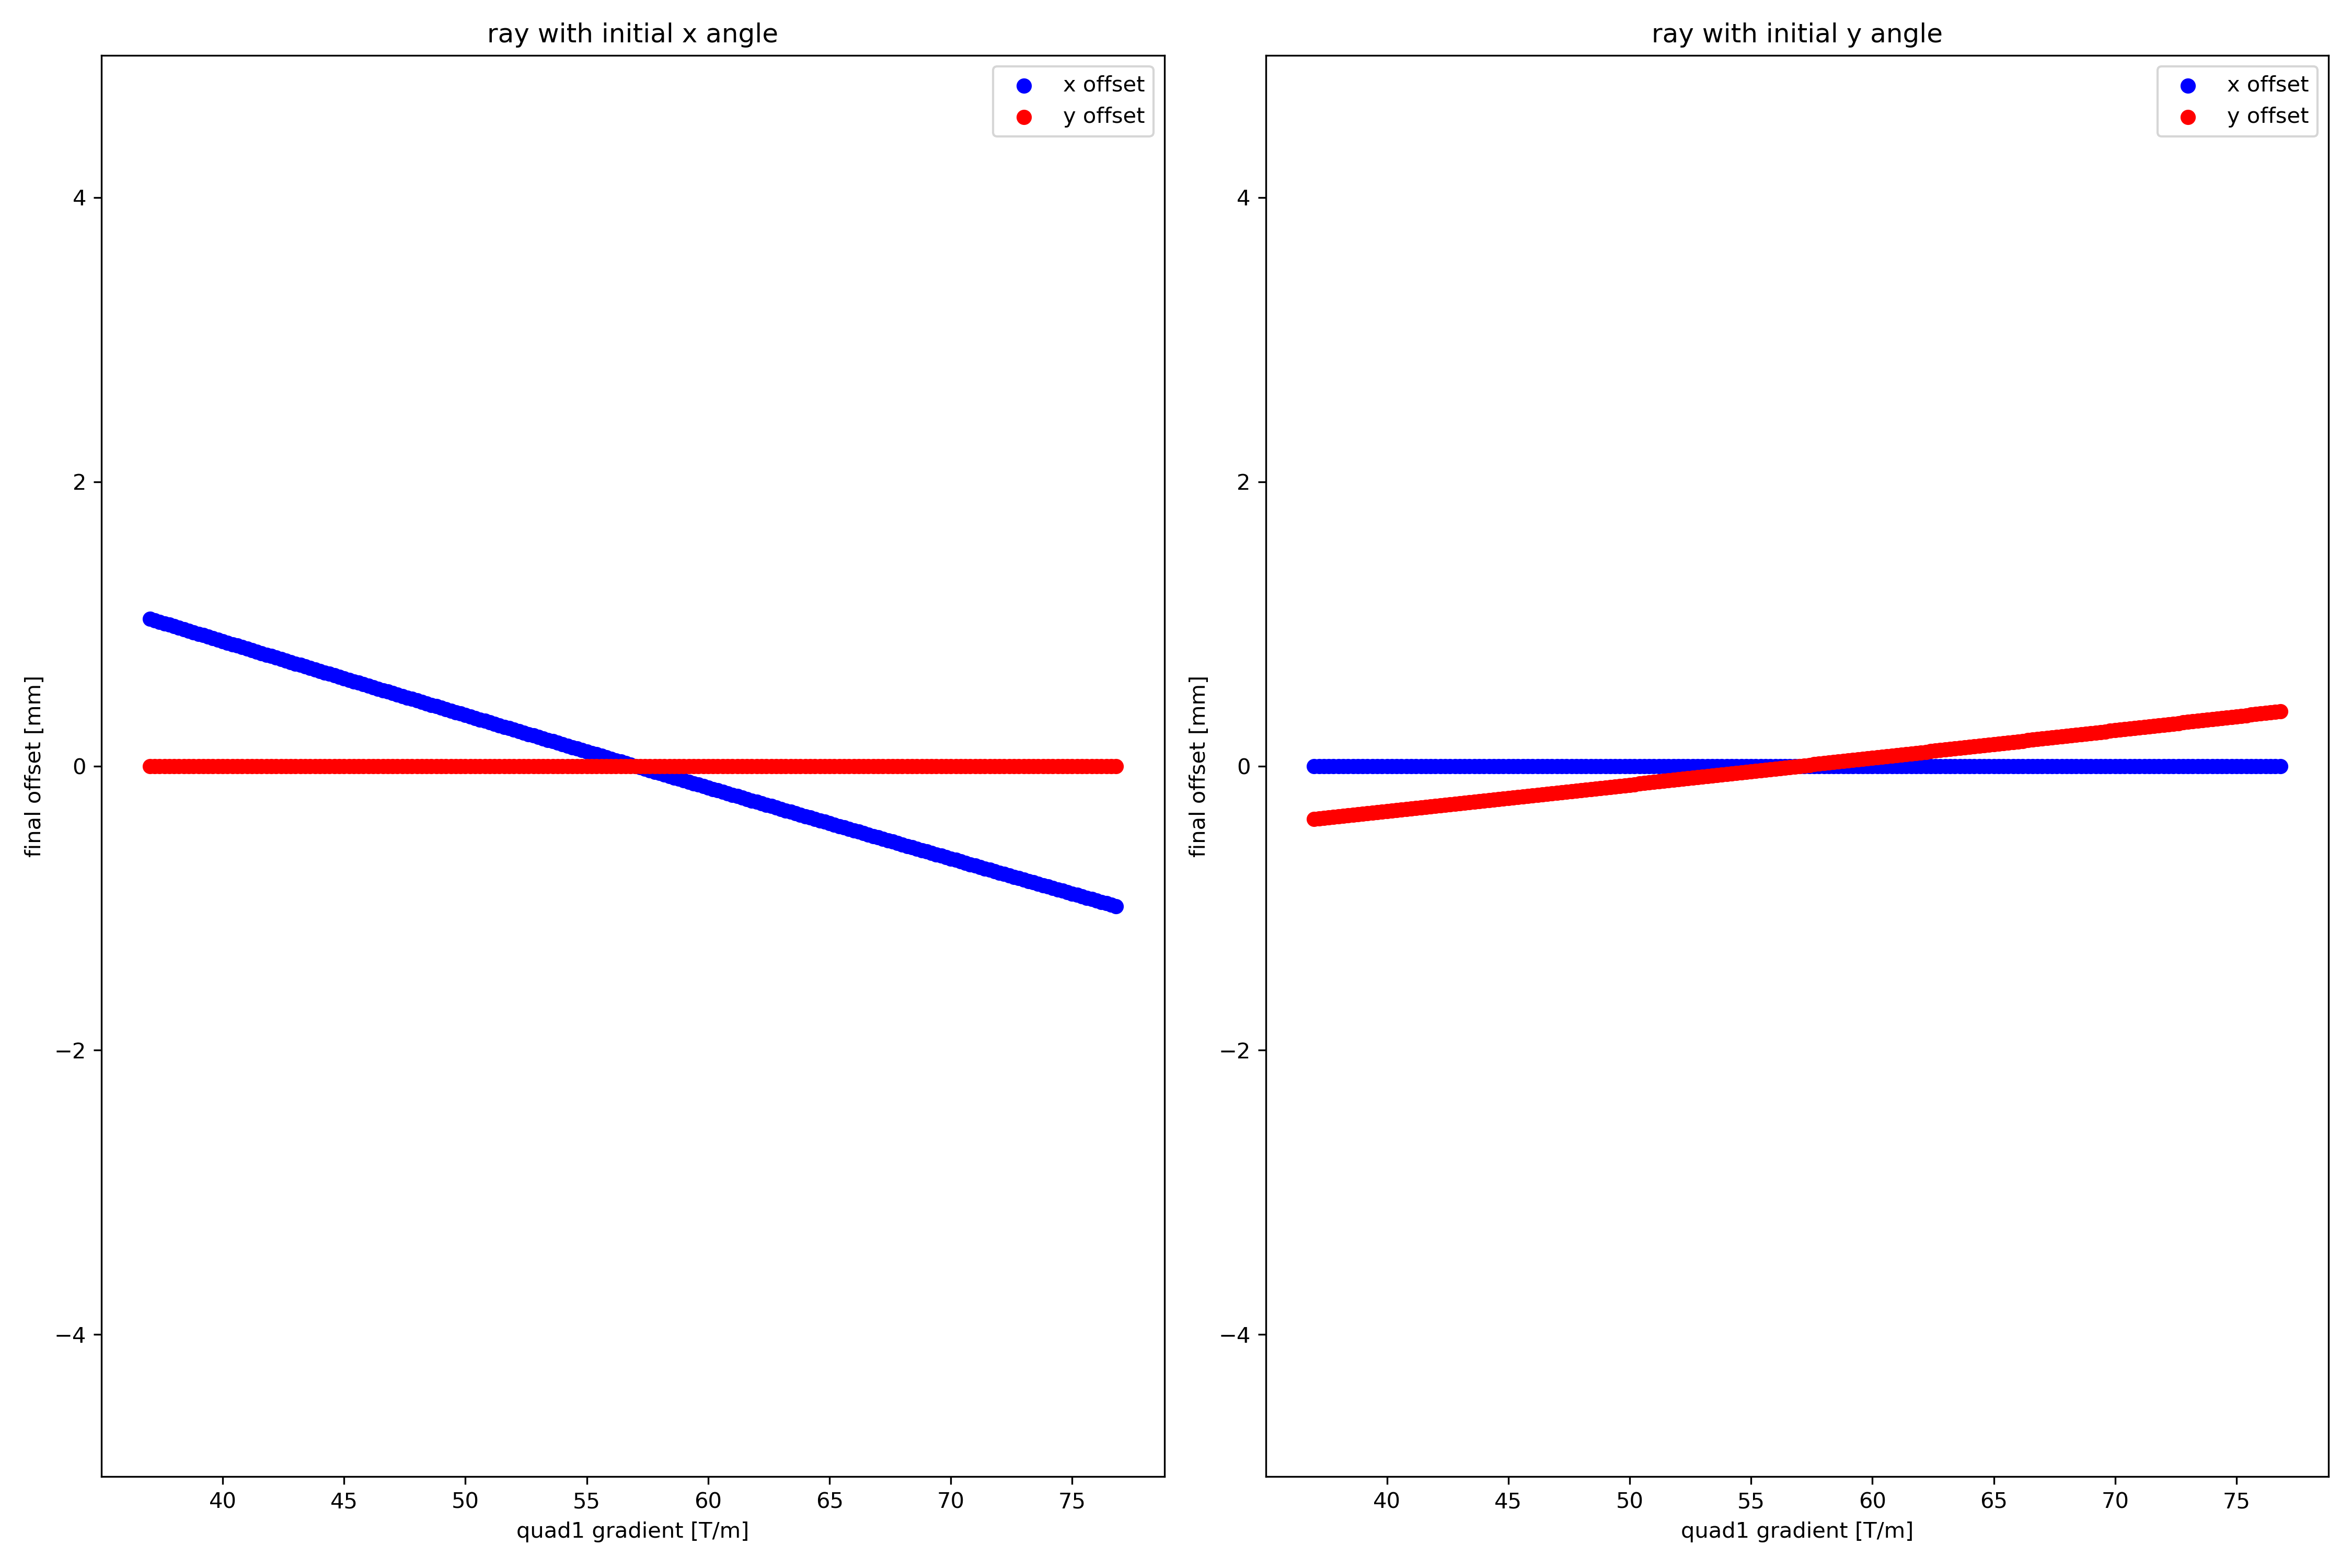 ray with initial x angle
x offset
y offset
4
2
0
−2
−4
final offset [mm]
40 45 50 55 60 65 70 75
quad1 gradient [T/m]
ray with initial y angle
x offset
y offset
4
2
0
−2
−4
final offset [mm]
40 45 50 55 60 65 70 75
quad1 gradient [T/m]